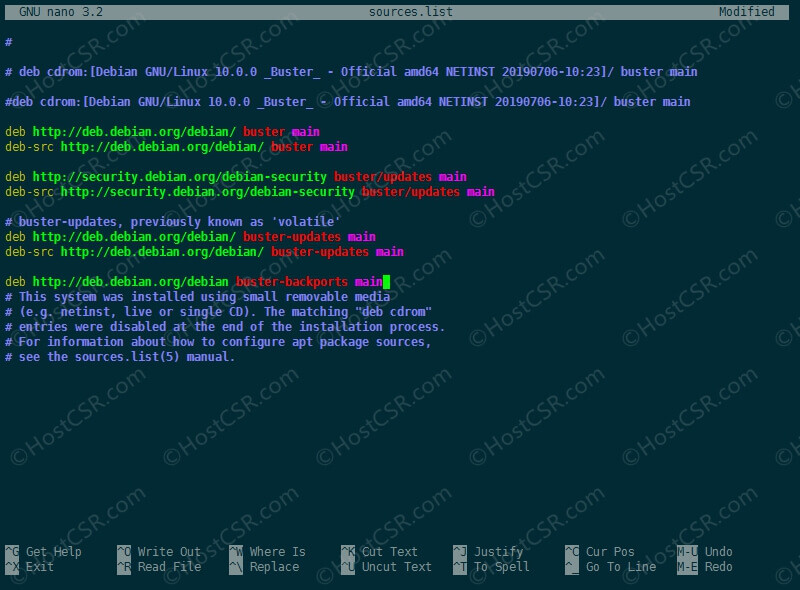 GNU nano 3.2 sources.list Modified
#
# deb cdrom:[Debian GNU/Linux 10.0.0 _Buster_ - Official amd64 NETINST 20190706-10:23]/ buster main
#deb cdrom:[Debian GNU/Linux 10.0.0 _Buster_ - Official amd64 NETINST 20190706-10:23]/ buster main
deb http://deb.debian.org/debian/ buster main
deb-src http://deb.debian.org/debian/ buster main
deb http://security.debian.org/debian-security buster/updates main
deb-src http://security.debian.org/debian-security buster/updates main
# buster-updates, previously known as 'volatile'
deb http://deb.debian.org/debian/ buster-updates main
deb-src http://deb.debian.org/debian/ buster-updates main
deb http://deb.debian.org/debian buster-backports main
# This system was installed using small removable media
# (e.g. netinst, live or single CD). The matching "deb cdrom"
# entries were disabled at the end of the installation process.
# For information about how to configure apt package sources,
# see the sources.list(5) manual.
^G Get Help ^O Write Out ^W Where Is ^K Cut Text ^J Justify ^C Cur Pos M-U Undo
^X Exit ^R Read File ^\ Replace ^U Uncut Text ^T To Spell ^_ Go To Line M-E Redo
©HostCSR.com